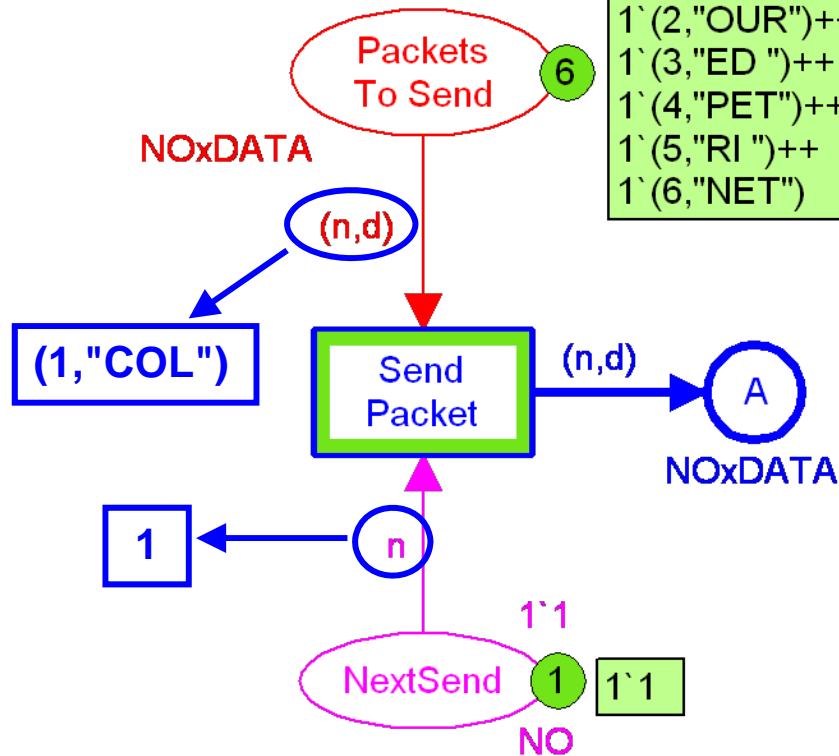 1`(2,"OUR")++
1`(3,"ED ")++
1`(4,"PET")++
1`(5,"RI ")++
1`(6,"NET")
Packets
To Send
6
NOxDATA
(n,d)
(1,"COL")
Send
Packet
(n,d)
A
NOxDATA
1
n
1`1
NextSend
1
1`1
NO